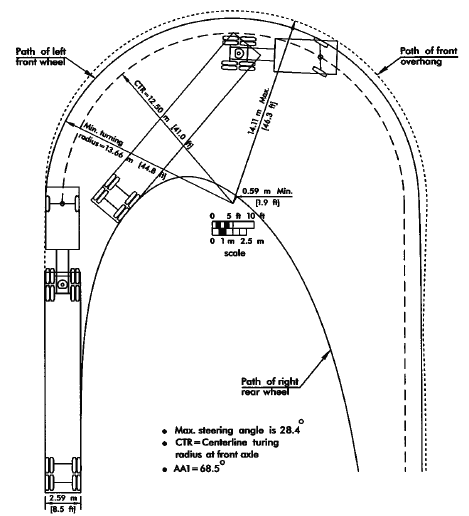 Path of left
front wheel
Path of front
overhang
CTR=12.50 m [41.0 ft]
Min. turning
radius=13.66 m [44.8 ft]
14.11 m Max.
[46.3 ft]
0.59 m Min.
[1.9 ft]
0 5 ft 10 ft
0 1 m 2.5 m
scale
Path of right
rear wheel
• Max. steering angle is 28.4°
• CTR=Centerline turing
radius at front axle
• AA1=68.5°
2.59 m
[8.5 ft]